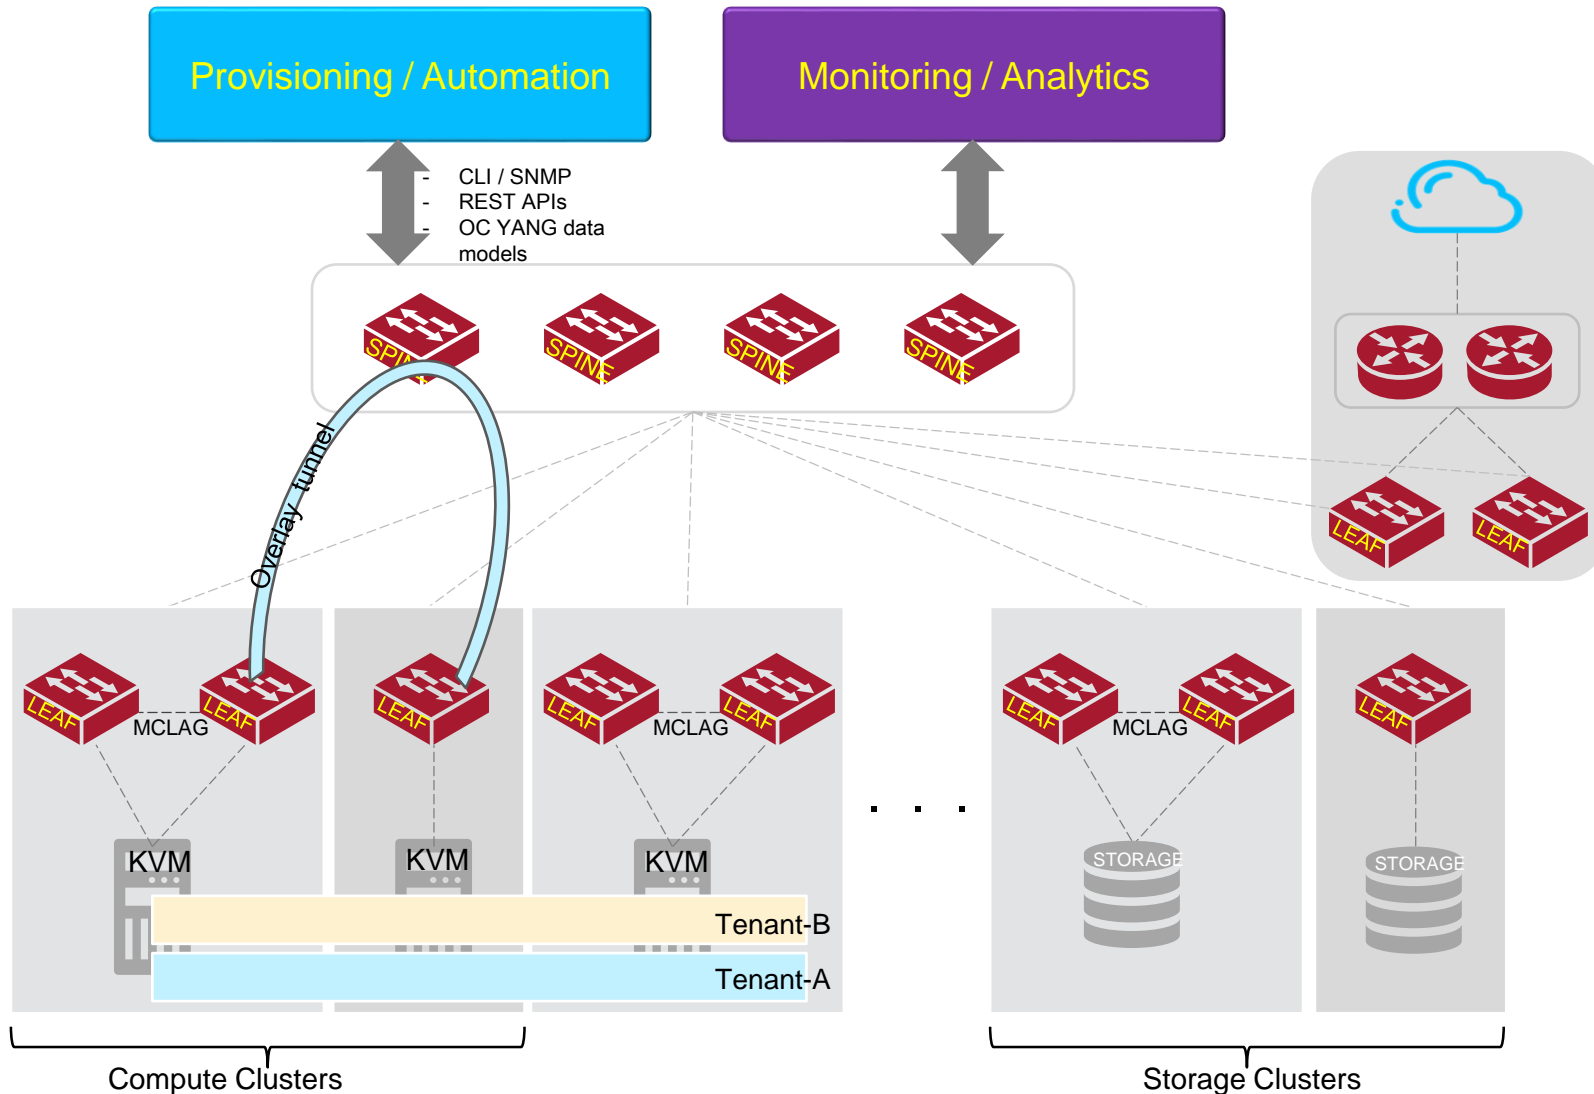 Provisioning / Automation
Monitoring / Analytics
- CLI / SNMP
- REST APIs
- OC YANG data
models
SPINE
SPINE
SPINE
SPINE
Overlay tunnel
LEAF
LEAF
LEAF
LEAF
LEAF
LEAF
LEAF
LEAF
LEAF
LEAF
MCLAG
MCLAG
MCLAG
KVM
KVM
KVM
STORAGE
STORAGE
Tenant-B
Tenant-A
. . .
Compute Clusters
Storage Clusters